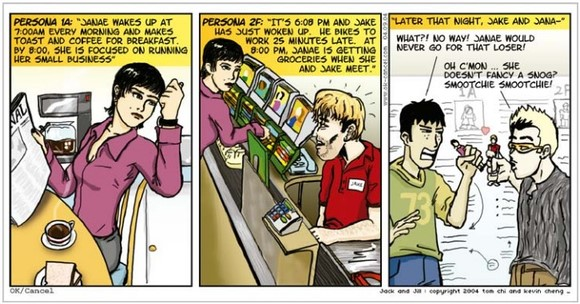 PERSONA 1A: "JANAE WAKES UP AT
7:00AM EVERY MORNING AND MAKES
TOAST AND COFFEE FOR BREAKFAST.
BY 8:00, SHE IS FOCUSED ON RUNNING
HER SMALL BUSINESS"
PERSONA 2F: "IT'S 6:08 PM AND JAKE
HAS JUST WOKEN UP. HE BIKES TO
WORK 25 MINUTES LATE. AT
8:00 PM, JANAE IS GETTING
GROCERIES WHEN SHE
AND JAKE MEET."
JAKE
"LATER THAT NIGHT, JAKE AND JANA-"
WHAT?! NO WAY! JANAE WOULD
NEVER GO FOR THAT LOSER!
OH C'MON ... SHE
DOESN'T FANCY A SNOG?
SMOOTCHIE SMOOTCHIE!
1A
73
OK/Cancel
Jack and Jill : copyright 2004 tom chi and kevin cheng